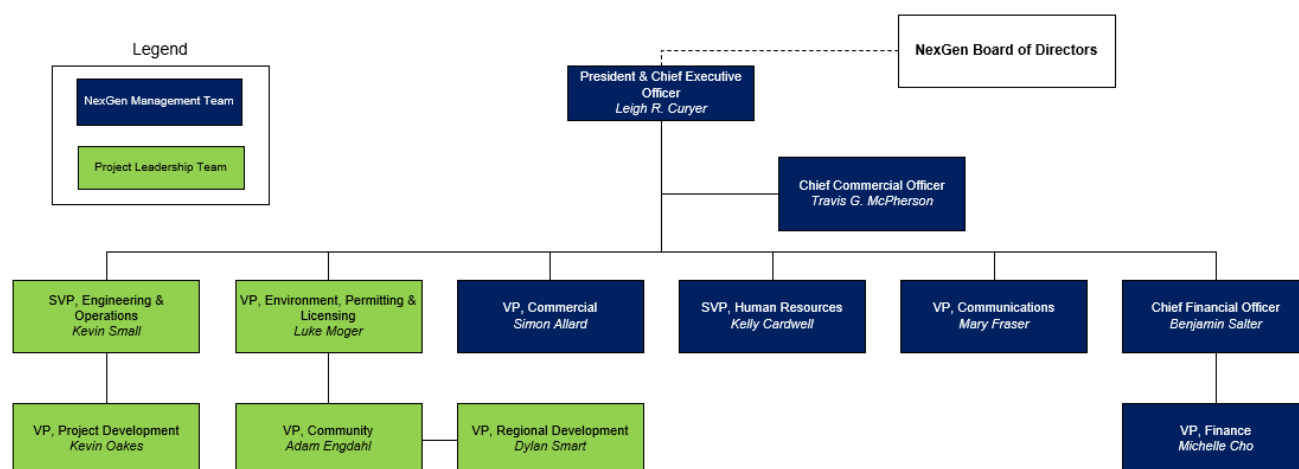 Legend
NexGen Management Team
Project Leadership Team
NexGen Board of Directors
President & Chief Executive
Officer
Leigh R. Curyer
Chief Commercial Officer
Travis G. McPherson
SVP, Engineering &
Operations
Kevin Small
VP, Environment, Permitting &
Licensing
Luke Moger
VP, Commercial
Simon Allard
SVP, Human Resources
Kelly Cardwell
VP, Communications
Mary Fraser
Chief Financial Officer
Benjamin Salter
VP, Project Development
Kevin Oakes
VP, Community
Adam Engdahl
VP, Regional Development
Dylan Smart
VP, Finance
Michelle Cho